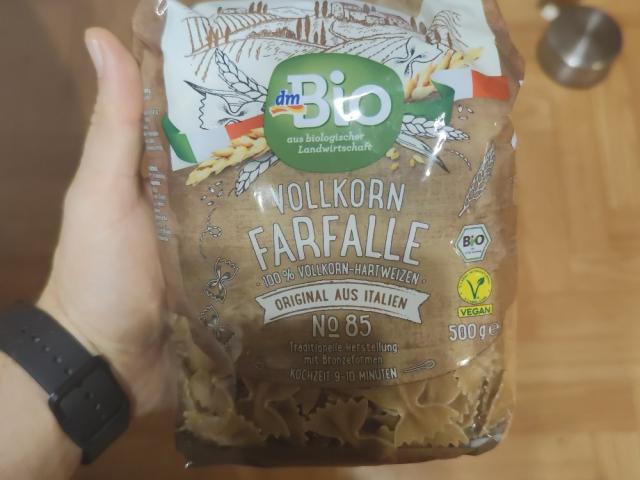 dm
Bio
aus biologischer
Landwirtschaft
VOLLKORN
FARFALLE
100 % VOLLKORN-HARTWEIZEN
ORIGINAL AUS ITALIEN
No 85
Traditionelle Herstellung
mit Bronzeformen
KOCHZEIT 9-10 MINUTEN
BIO
VEGAN
500 g e